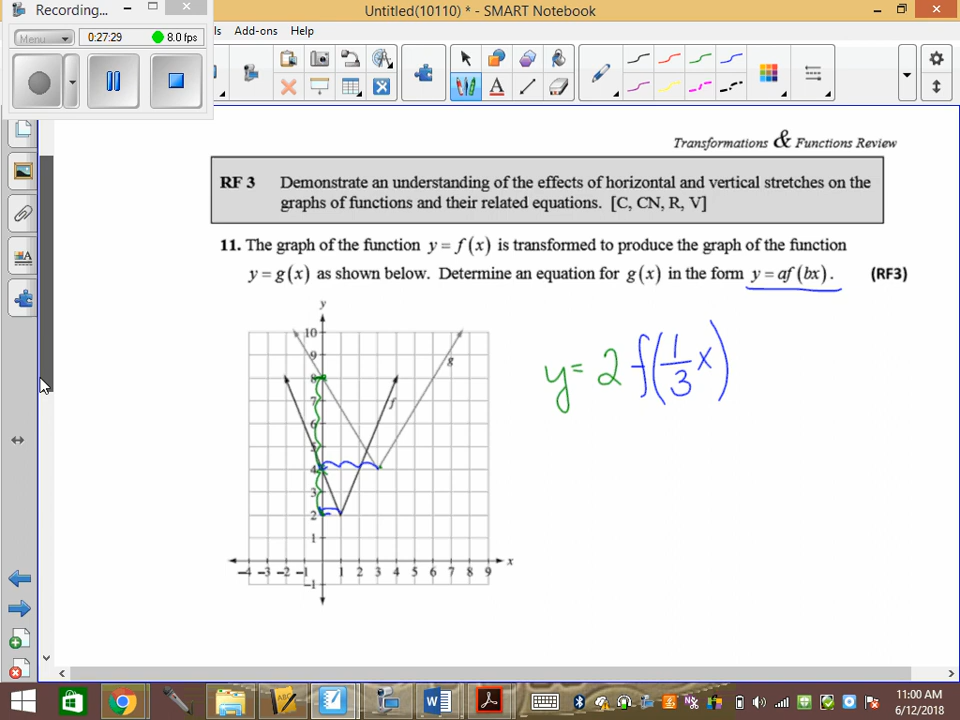 Recording...
Untitled(10110) * - SMART Notebook
Menu
0:27:29
8.0 fps
ls Add-ons Help
Transformations & Functions Review
RF 3 Demonstrate an understanding of the effects of horizontal and vertical stretches on the
graphs of functions and their related equations. [C, CN, R, V]
11. The graph of the function y = f(x) is transformed to produce the graph of the function
y = g(x) as shown below. Determine an equation for g(x) in the form y = af(bx). (RF3)
y
10
9
8
7
6
5
4
3
2
1
-4 -3 -2 -1 1 2 3 4 5 6 7 8 9 x
-1
g
f
y = 2 f(1/3 x)
11:00 AM
6/12/2018